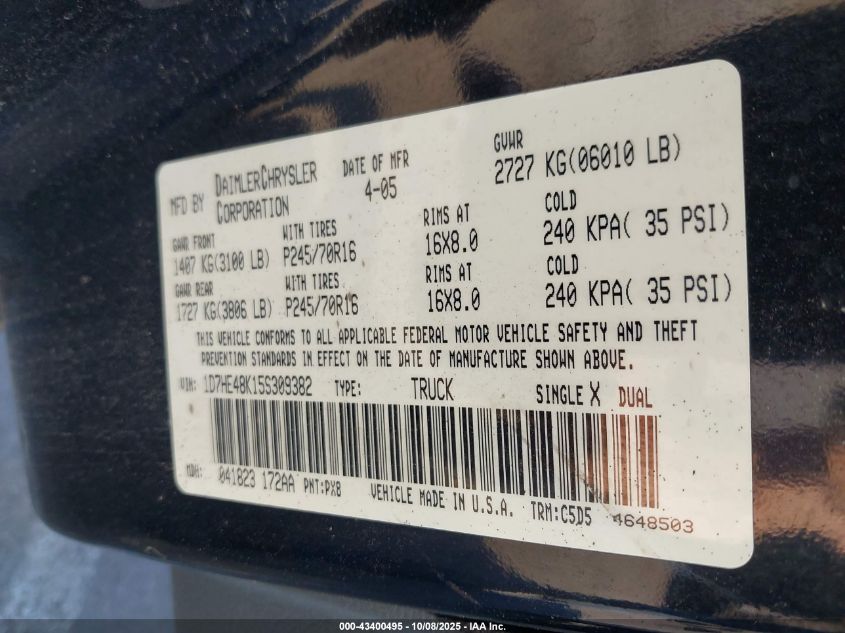 MFD BY DAIMLERCHRYSLER CORPORATION DATE OF MFR 4-05 GVWR 2727 KG(06010 LB)
GAWR FRONT WITH TIRES RIMS AT COLD
1407 KG(3100 LB) P245/70R16 16X8.0 240 KPA( 35 PSI)
GAWR REAR WITH TIRES RIMS AT COLD
1727 KG(3806 LB) P245/70R16 16X8.0 240 KPA( 35 PSI)
THIS VEHICLE CONFORMS TO ALL APPLICABLE FEDERAL MOTOR VEHICLE SAFETY AND THEFT
PREVENTION STANDARDS IN EFFECT ON THE DATE OF MANUFACTURE SHOWN ABOVE.
VIN: 1D7HE48K15S309382 TYPE: TRUCK SINGLE X DUAL
MDH: 041823 172AA PNT:PXB VEHICLE MADE IN U.S.A. TRM:C5D5 4648503
000-43400495 - 10/08/2025 - IAA Inc.